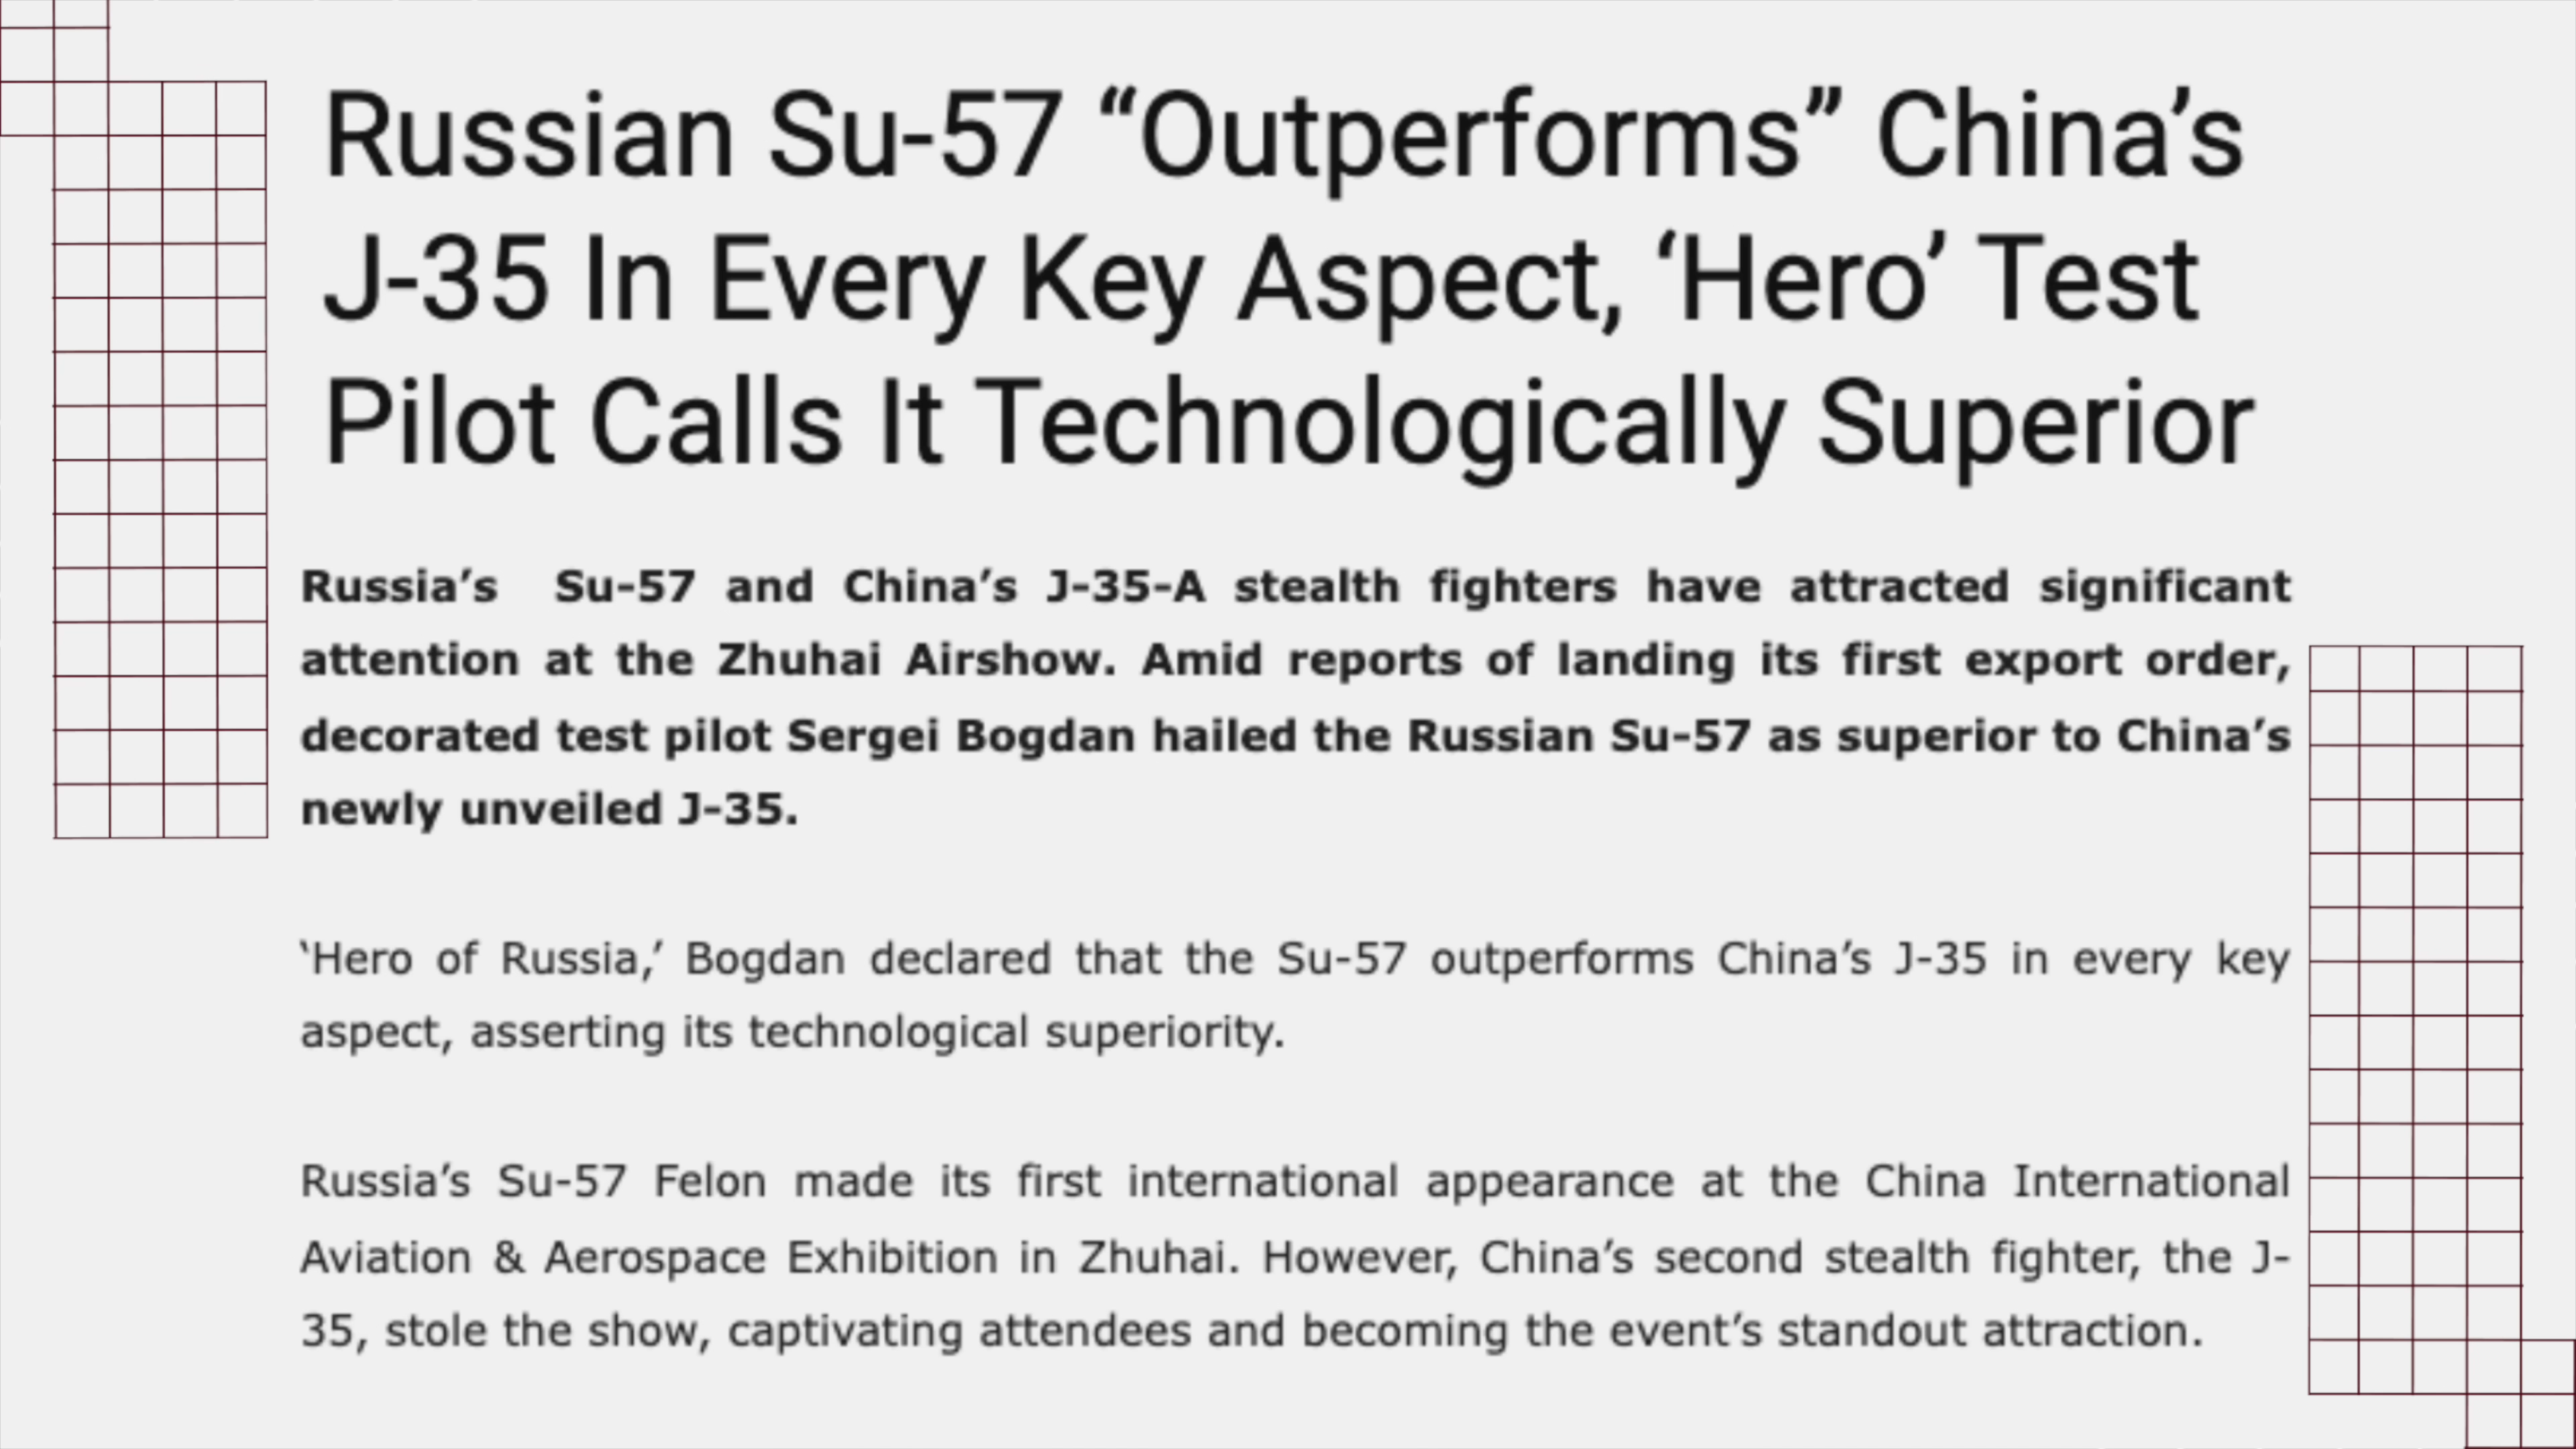 Russian Su-57 “Outperforms” China’s
J-35 In Every Key Aspect, ‘Hero’ Test
Pilot Calls It Technologically Superior
Russia’s Su-57 and China’s J-35-A stealth fighters have attracted significant
attention at the Zhuhai Airshow. Amid reports of landing its first export order,
decorated test pilot Sergei Bogdan hailed the Russian Su-57 as superior to China’s
newly unveiled J-35.
‘Hero of Russia,’ Bogdan declared that the Su-57 outperforms China’s J-35 in every key
aspect, asserting its technological superiority.
Russia’s Su-57 Felon made its first international appearance at the China International
Aviation & Aerospace Exhibition in Zhuhai. However, China’s second stealth fighter, the J-
35, stole the show, captivating attendees and becoming the event’s standout attraction.